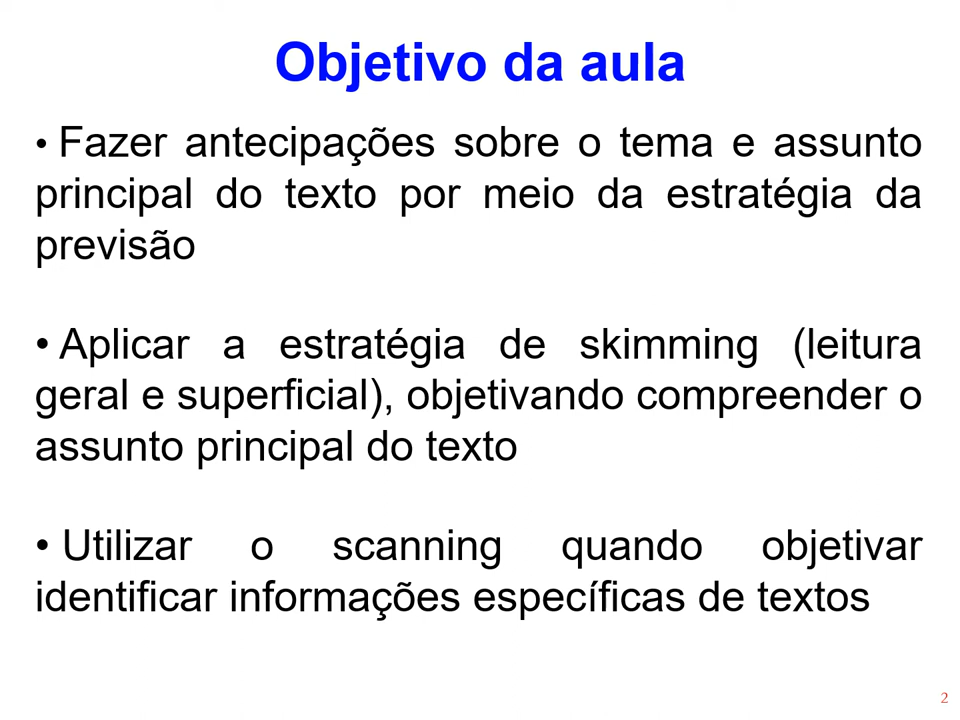 Objetivo da aula
• Fazer antecipações sobre o tema e assunto
principal do texto por meio da estratégia da
previsão
• Aplicar a estratégia de skimming (leitura
geral e superficial), objetivando compreender o
assunto principal do texto
• Utilizar o scanning quando objetivar
identificar informações específicas de textos
2